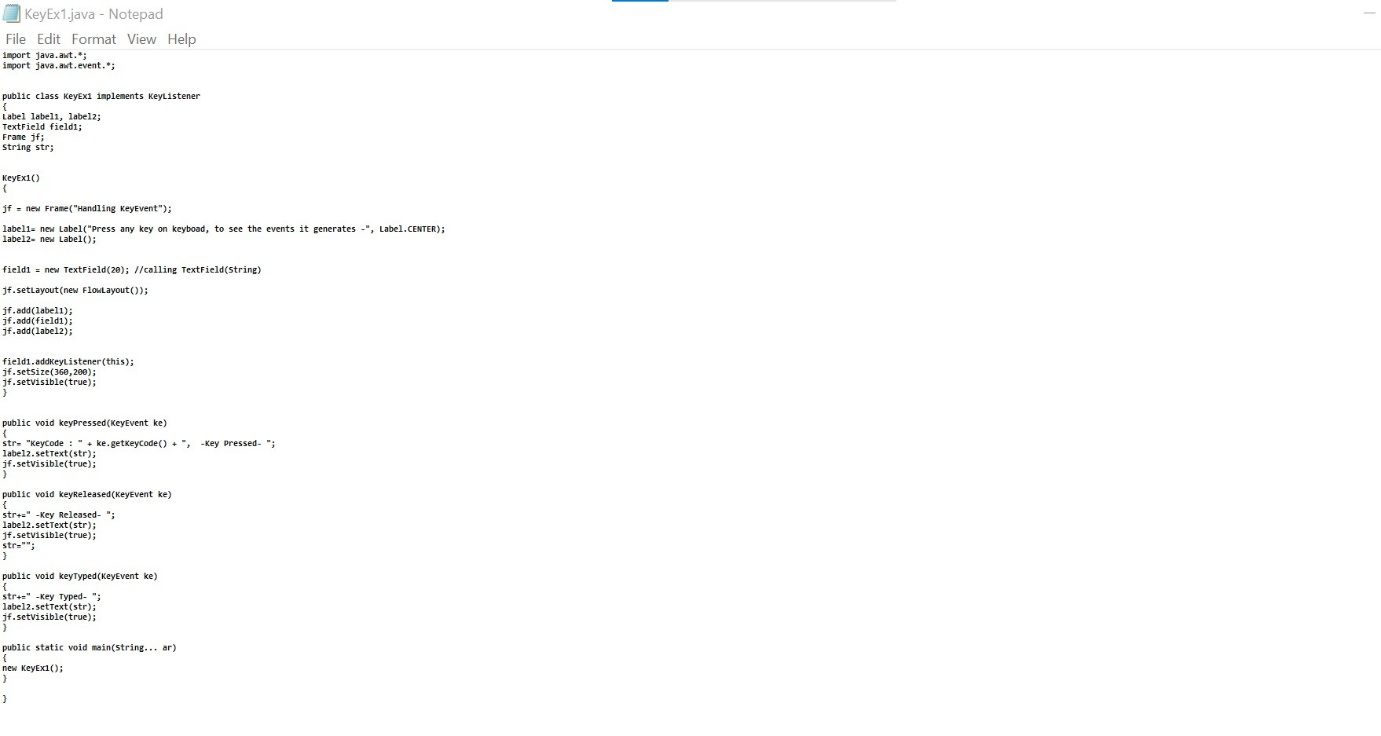 KeyEx1.java - Notepad
File Edit Format View Help
import java.awt.*;
import java.awt.event.*;
public class KeyEx1 implements KeyListener
{
Label label1, label2;
TextField field1;
Frame jf;
String str;
KeyEx1()
{
jf = new Frame("Handling KeyEvent");
label1= new Label("Press any key on keyboad, to see the events it generates -", Label.CENTER);
label2= new Label();
field1 = new TextField(20); //calling TextField(String)
jf.setLayout(new FlowLayout());
jf.add(label1);
jf.add(field1);
jf.add(label2);
field1.addKeyListener(this);
jf.setSize(360,200);
jf.setVisible(true);
}
public void keyPressed(KeyEvent ke)
{
str= "KeyCode : " + ke.getKeyCode() + ",  -Key Pressed- ";
label2.setText(str);
jf.setVisible(true);
}
public void keyReleased(KeyEvent ke)
{
str+=" -Key Released- ";
label2.setText(str);
jf.setVisible(true);
str="";
}
public void keyTyped(KeyEvent ke)
{
str+=" -Key Typed- ";
label2.setText(str);
jf.setVisible(true);
}
public static void main(String... ar)
{
new KeyEx1();
}
}